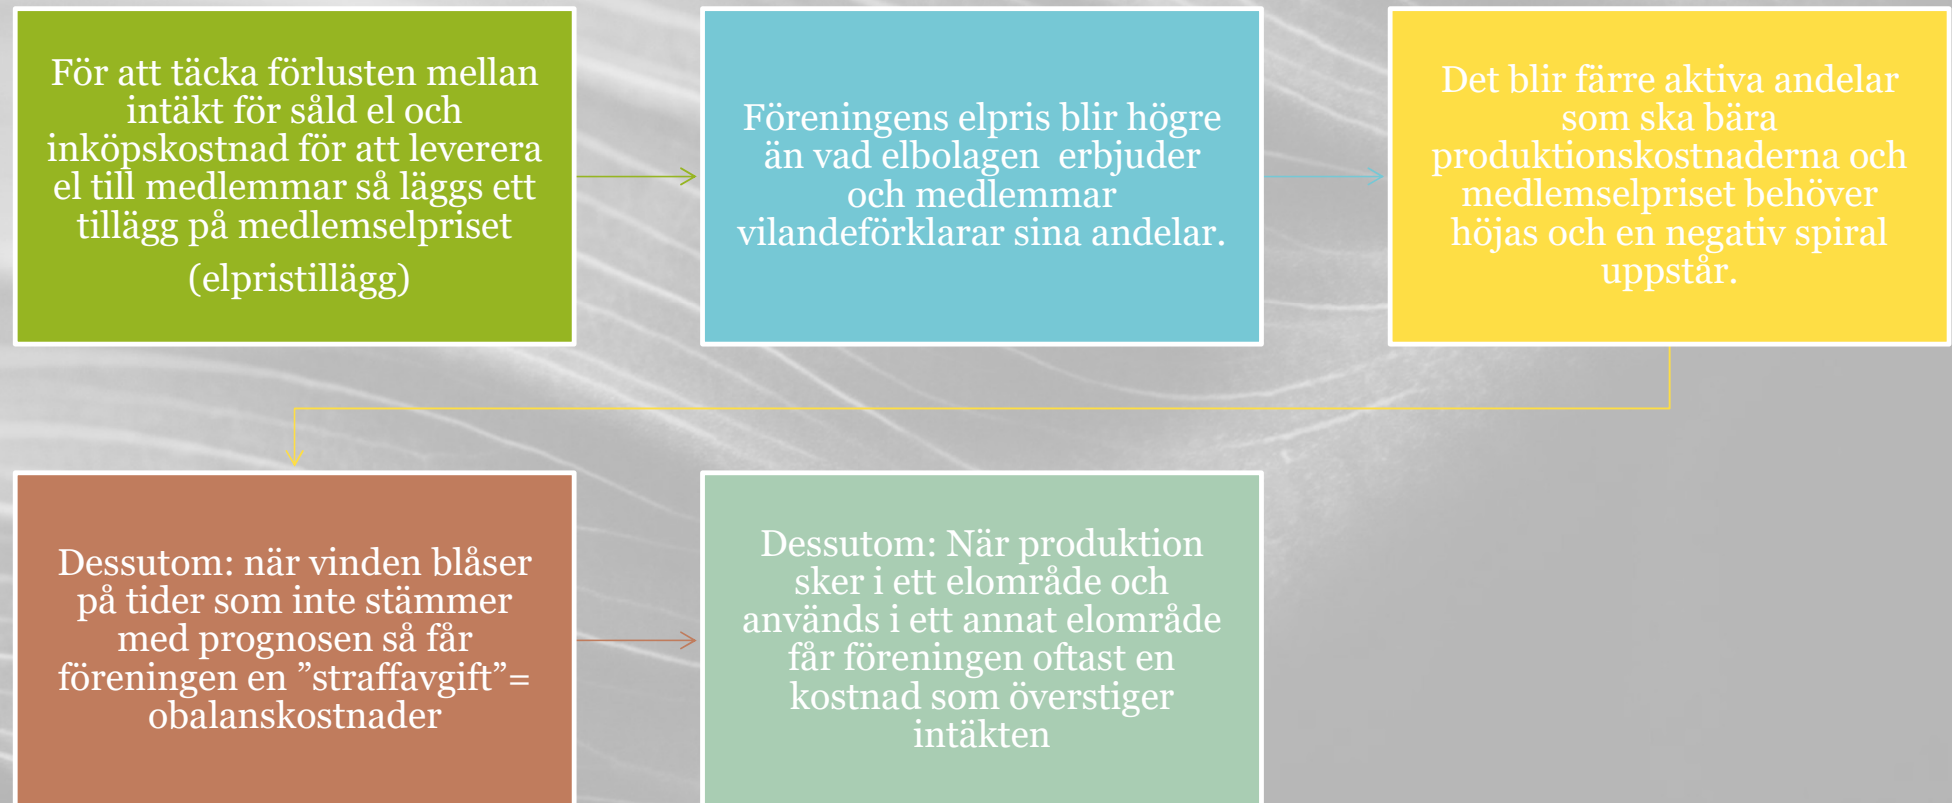 För att täcka förlusten mellan
intäkt för såld el och
inköpskostnad för att leverera
el till medlemmar så läggs ett
tillägg på medlemselpriset
(elpristillägg)
Föreningens elpris blir högre
än vad elbolagen  erbjuder
och medlemmar
vilandeförklarar sina andelar.
Det blir färre aktiva andelar
som ska bära
produktionskostnaderna och
medlemselpriset behöver
höjas och en negativ spiral
uppstår.
Dessutom: när vinden blåser
på tider som inte stämmer
med prognosen så får
föreningen en ”straffavgift”=
obalanskostnader
Dessutom: När produktion
sker i ett elområde och
används i ett annat elområde
får föreningen oftast en
kostnad som överstiger
intäkten